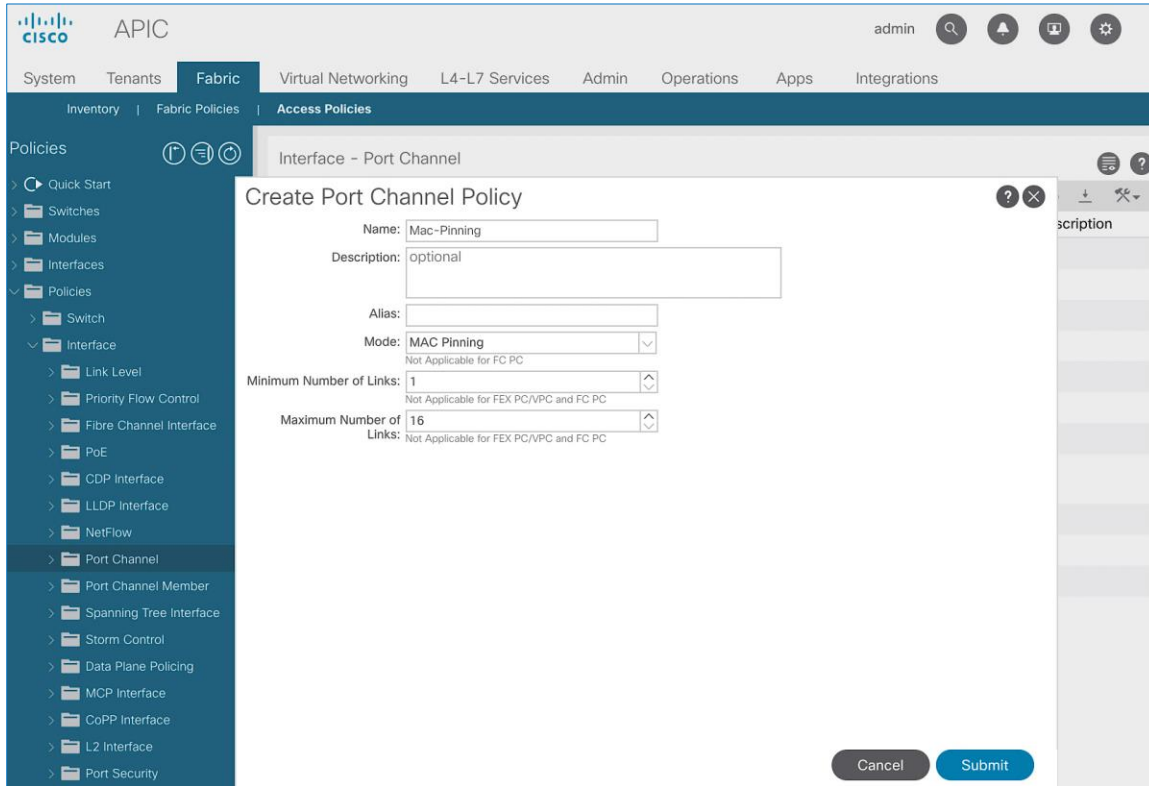 CISCO
APIC
admin
System Tenants Fabric Virtual Networking L4-L7 Services Admin Operations Apps Integrations
Inventory | Fabric Policies | Access Policies
Policies
Interface - Port Channel
?
Quick Start
Switches
Modules
Interfaces
Policies
Switch
Interface
Link Level
Priority Flow Control
Fibre Channel Interface
PoE
CDP Interface
LLDP Interface
NetFlow
Port Channel
Port Channel Member
Spanning Tree Interface
Storm Control
Data Plane Policing
MCP Interface
CoPP Interface
L2 Interface
Port Security
Create Port Channel Policy
?
scription
Name: Mac-Pinning
Description: optional
Alias:
Mode: MAC Pinning
Not Applicable for FC PC
Minimum Number of Links: 1
Not Applicable for FEX PC/VPC and FC PC
Maximum Number of 16
Links: Not Applicable for FEX PC/VPC and FC PC
Cancel Submit